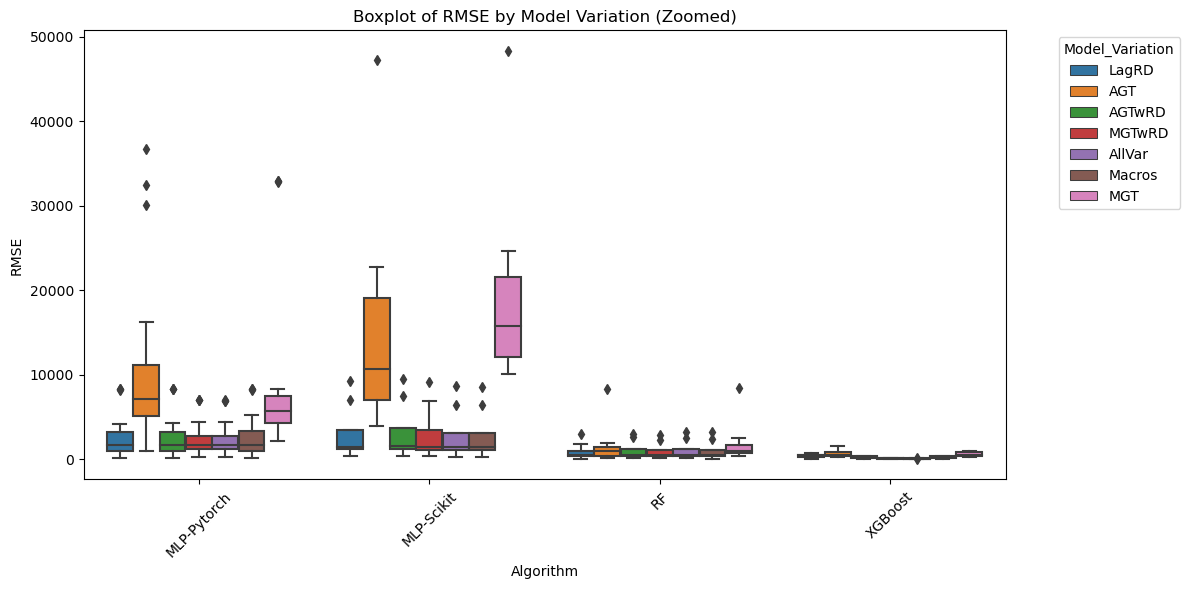 Boxplot of RMSE by Model Variation (Zoomed)
50000
40000
30000
20000
10000
0
RMSE
MLP-Pytorch
MLP-Scikit
RF
XGBoost
Algorithm
Model_Variation
LagRD
AGT
AGTwRD
MGTwRD
AllVar
Macros
MGT